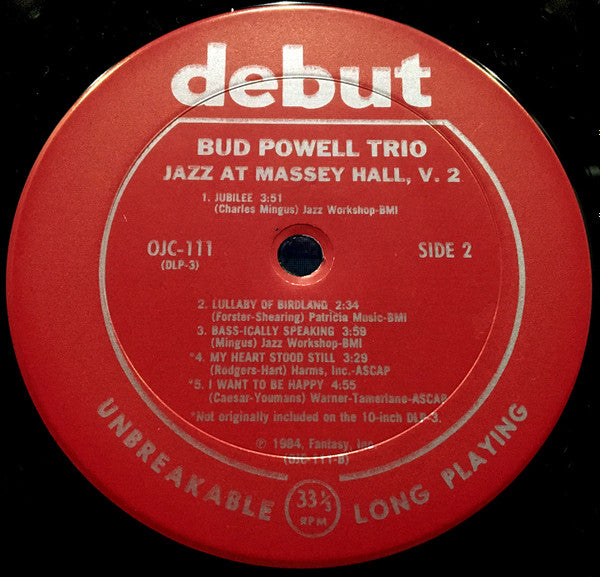 debut
BUD POWELL TRIO
JAZZ AT MASSEY HALL, V. 2
1. JUBILEE 3:51
(Charles Mingus) Jazz Workshop-BMI
OJC-111
(DLP-3)
SIDE 2
2. LULLABY OF BIRDLAND 2:34
(Forster-Shearing) Patricia Music-BMI
3. BASS-ICALLY SPEAKING 3:59
(Mingus) Jazz Workshop-BMI
*4. MY HEART STOOD STILL 3:29
(Rodgers-Hart) Harms, Inc.-ASCAP
*5. I WANT TO BE HAPPY 4:55
(Caesar-Youmans) Warner-Tamerlane-ASCAP
*Not originally included on the 10-inch DLP-3.
℗ 1984, Fantasy, Inc.
(OJC-111-B)
UNBREAKABLE
33⅓
RPM
LONG PLAYING